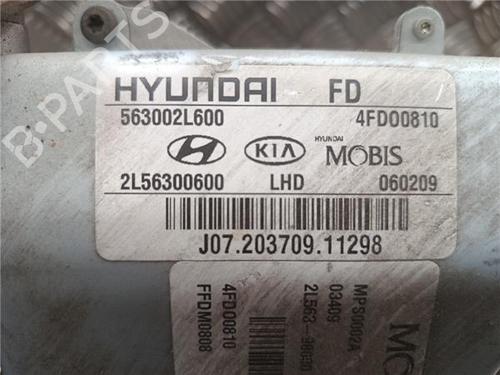 HYUNDAI FD
563002L600 4FD00810
KIA HYUNDAI MOBIS
2L56300600 LHD 060209
J07.203709.11298
MPS0002A
03409
4FD00810
FFDM0808
B-PARTS